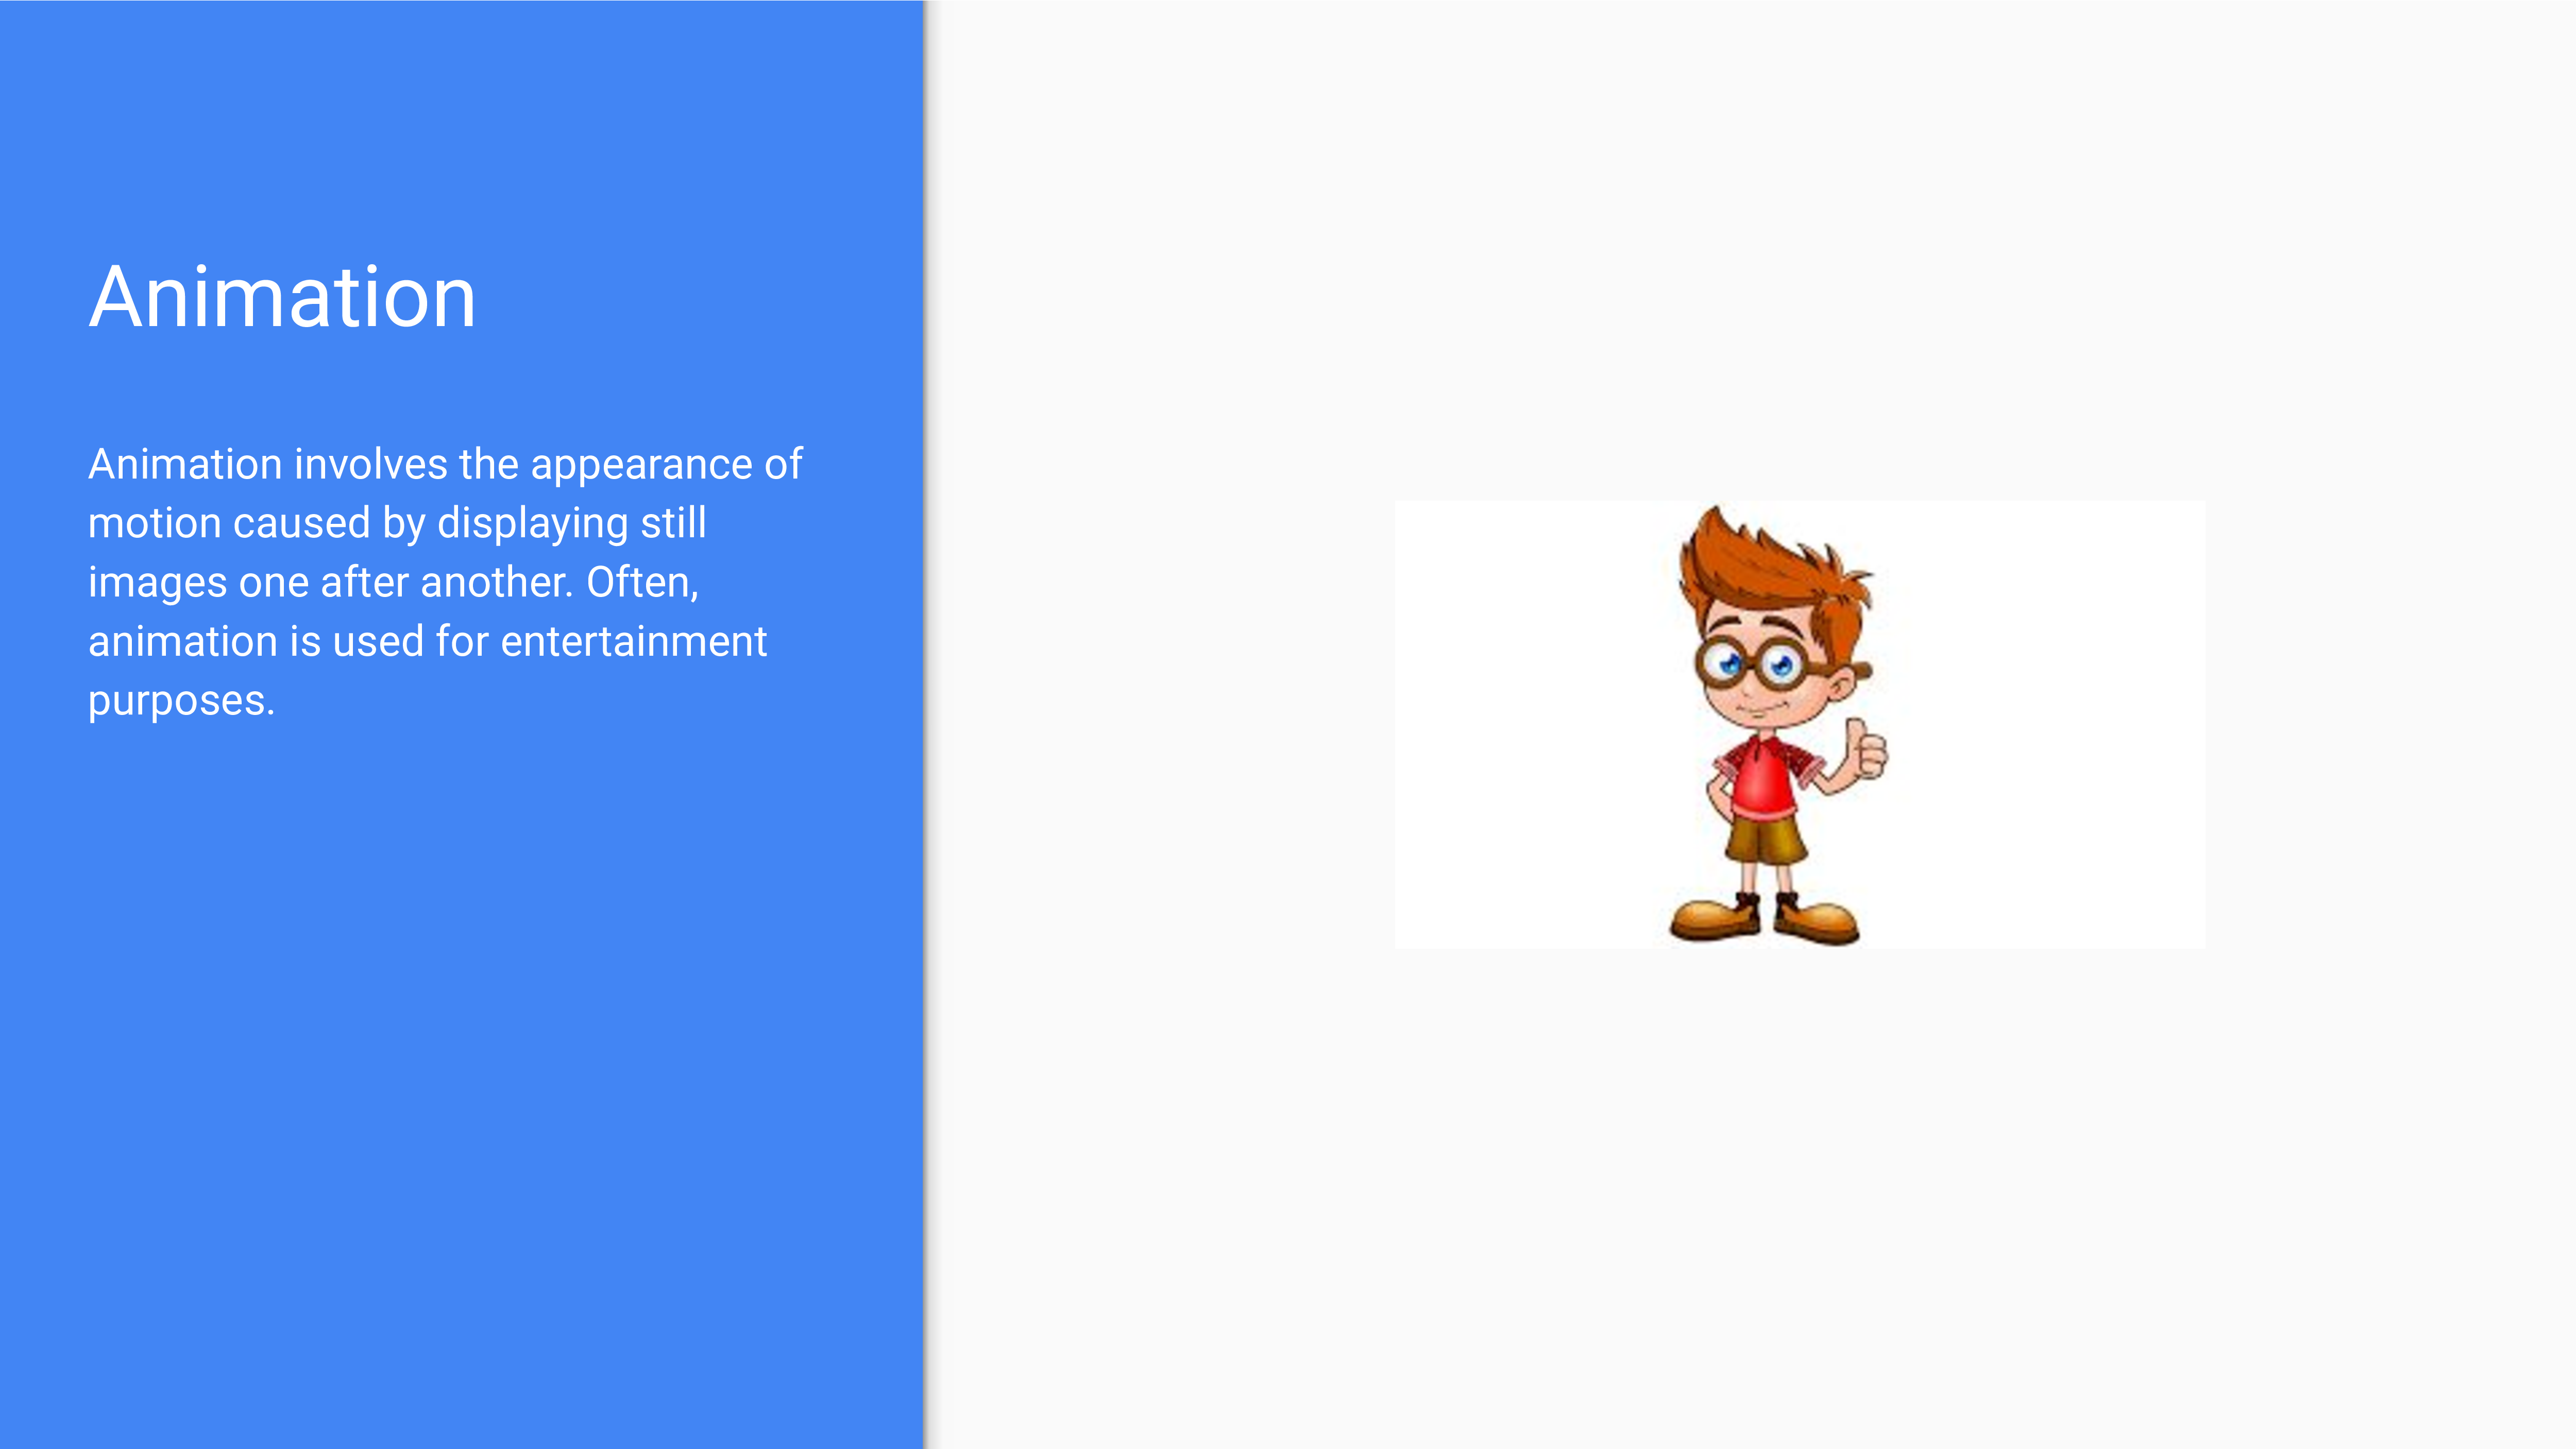 Animation
Animation involves the appearance of
motion caused by displaying still
images one after another. Often,
animation is used for entertainment
purposes.